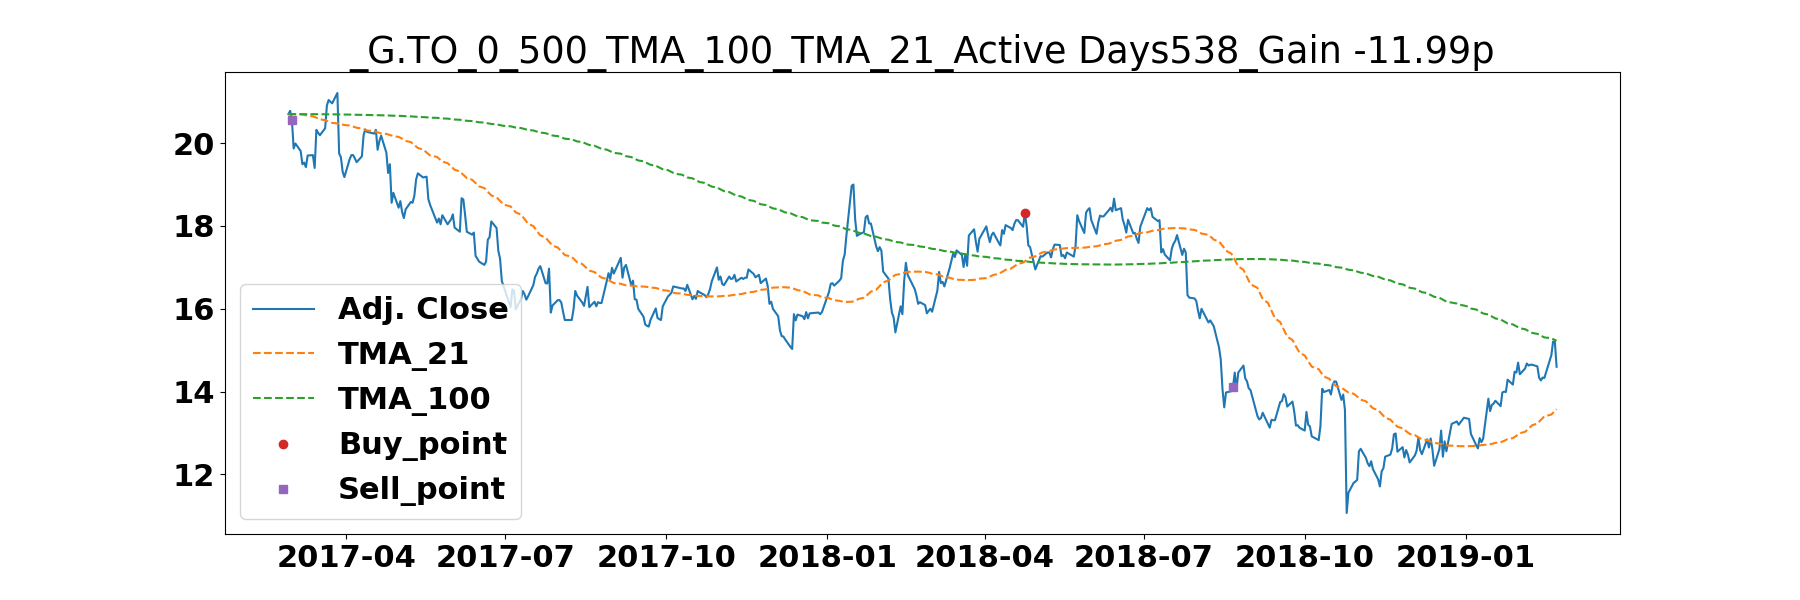 _G.TO_0_500_TMA_100_TMA_21_Active Days538_Gain -11.99p
20
18
16
14
12
Adj. Close
TMA_21
TMA_100
Buy_point
Sell_point
2017-04 2017-07 2017-10 2018-01 2018-04 2018-07 2018-10 2019-01